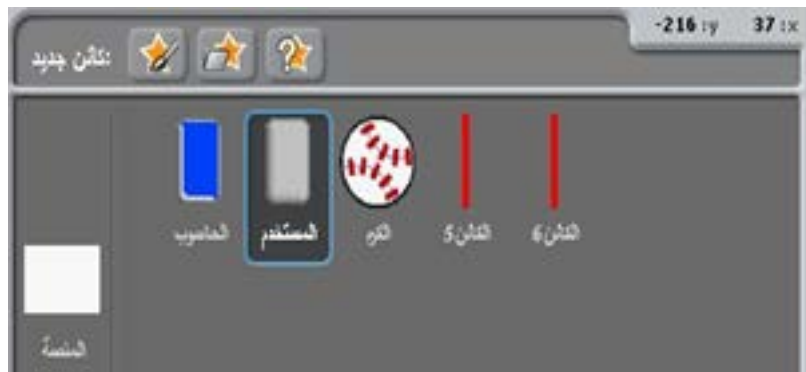 x: 37 y: -216
كائن جديد:
الحاسوب
المستخدم
الكرة
الكائن5
الكائن6
المنصة